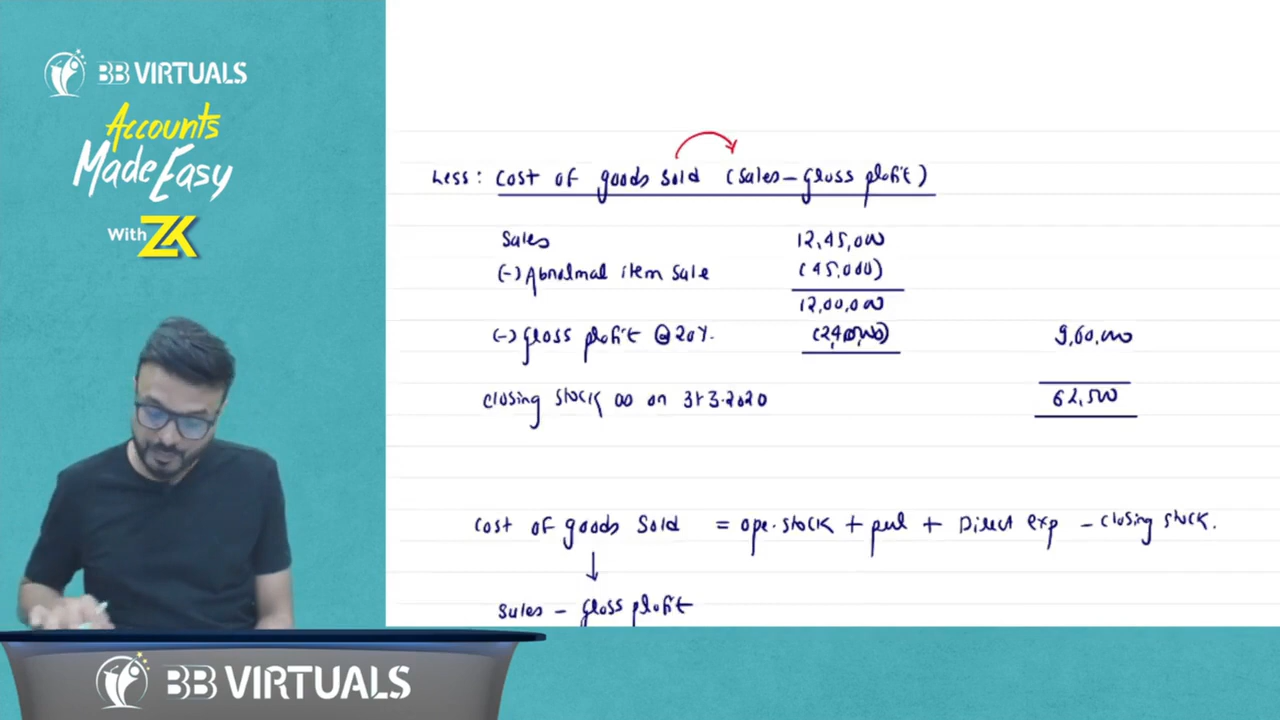 BB VIRTUALS
Accounts
Made Easy
With ZK
Less: Cost of goods sold (Sales - gross profit)
Sales 12,45,000
(-) Abnormal item sale (45,000)
12,00,000
(-) gross profit @ 20%. (240,000) 9,60,000
closing stock as on 31.3.2020 62,500
Cost of goods Sold = ope. stock + pur + Direct exp - closing stock.
Sales - gross profit
BB VIRTUALS